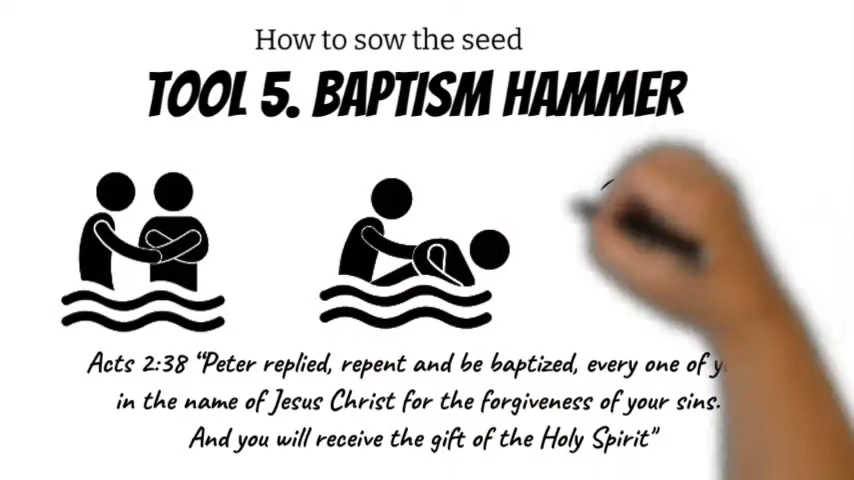 How to sow the seed
TOOL 5. BAPTISM HAMMER
Acts 2:38 “Peter replied, repent and be baptized, every one of
in the name of Jesus Christ for the forgiveness of your sins.
And you will receive the gift of the Holy Spirit”